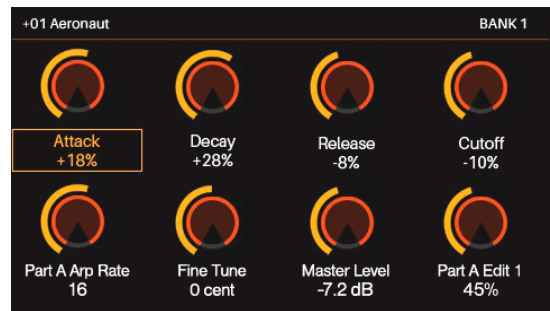 +01 Aeronaut BANK 1
Attack Decay Release Cutoff
+18% +28% -8% -10%
Part A Arp Rate Fine Tune Master Level Part A Edit 1
16 0 cent -7.2 dB 45%